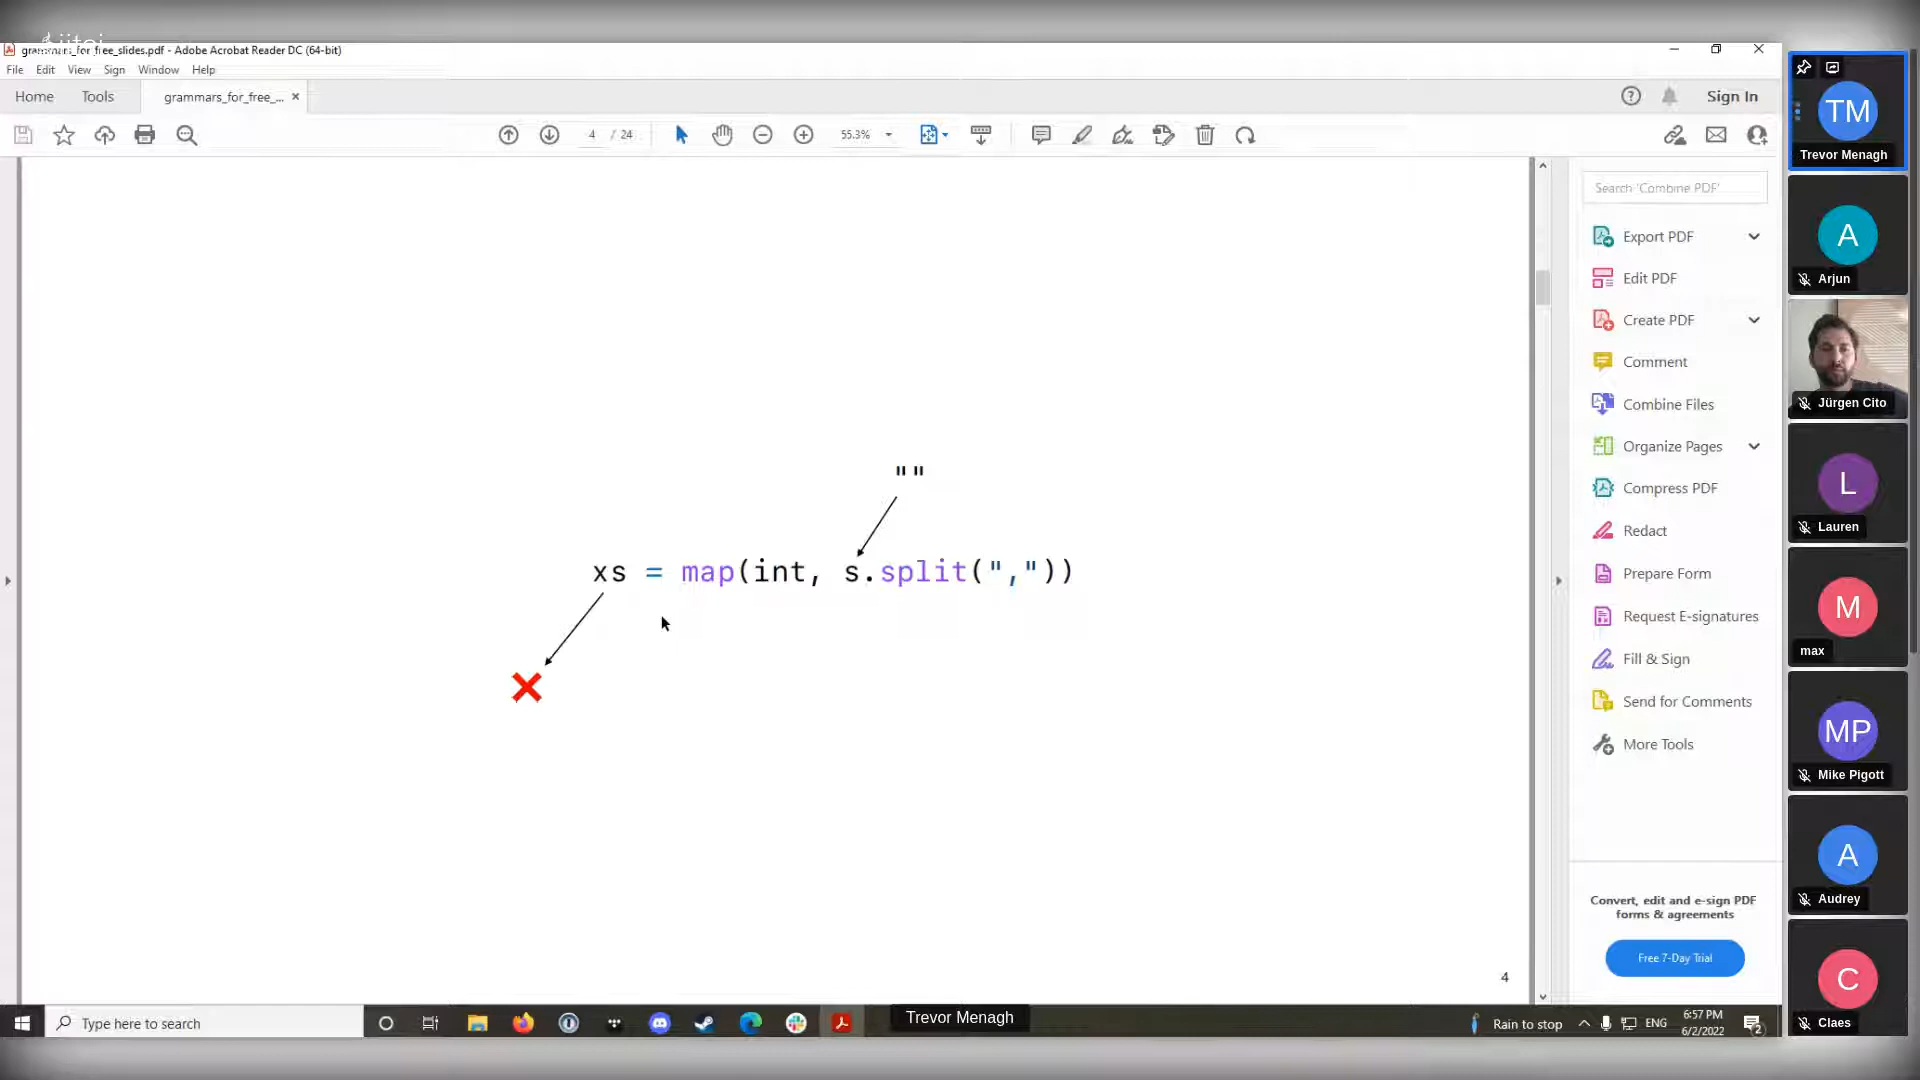 grammars_for_free_slides.pdf - Adobe Acrobat Reader DC (64-bit)
File Edit View Sign Window Help
Home Tools grammars_for_free_... × Sign In
4 / 24 55.3%
Search 'Combine PDF'
Export PDF
Edit PDF
Create PDF
Comment
Combine Files
Organize Pages
Compress PDF
Redact
Prepare Form
Request E-signatures
Fill & Sign
Send for Comments
More Tools
Convert, edit and e-sign PDF
forms & agreements
Free 7-Day Trial
""
xs = map(int, s.split(","))
4
Type here to search
Trevor Menagh
Rain to stop
ENG
6:57 PM
6/2/2022
2
TM
Trevor Menagh
A
Arjun
Jürgen Cito
L
Lauren
M
max
MP
Mike Pigott
A
Audrey
C
Claes